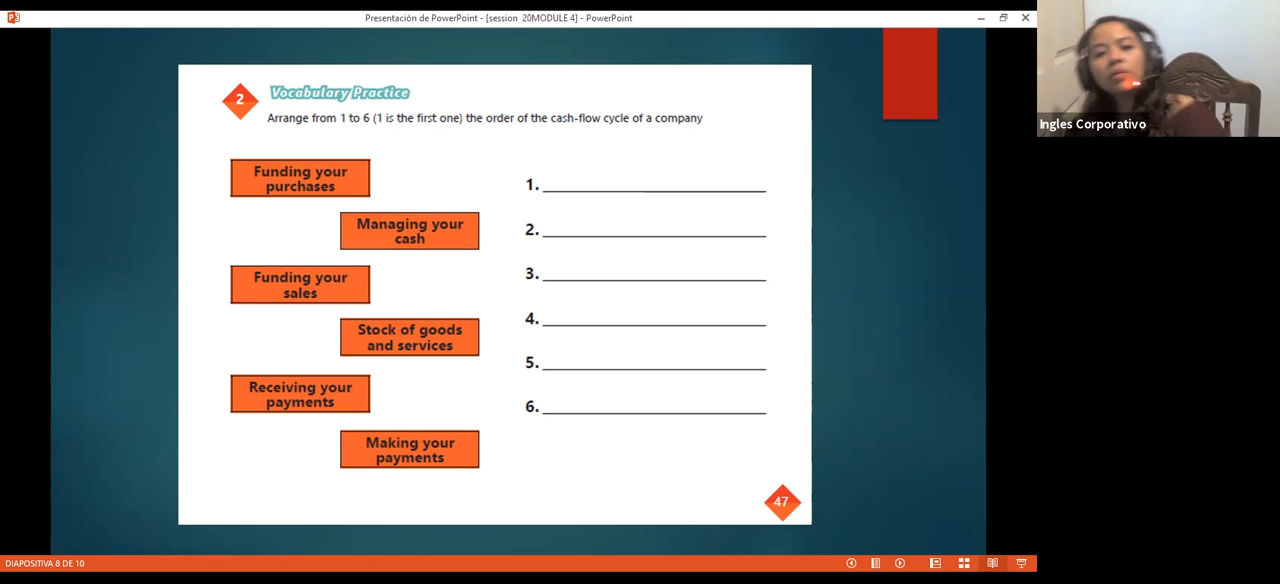 Presentación de PowerPoint - [session  20MODULE 4] - PowerPoint
2
Vocabulary Practice
Arrange from 1 to 6 (1 is the first one) the order of the cash-flow cycle of a company
Funding your
purchases
Managing your
cash
Funding your
sales
Stock of goods
and services
Receiving your
payments
Making your
payments
1.
2.
3.
4.
5.
6.
47
Ingles Corporativo
DIAPOSITIVA 8 DE 10